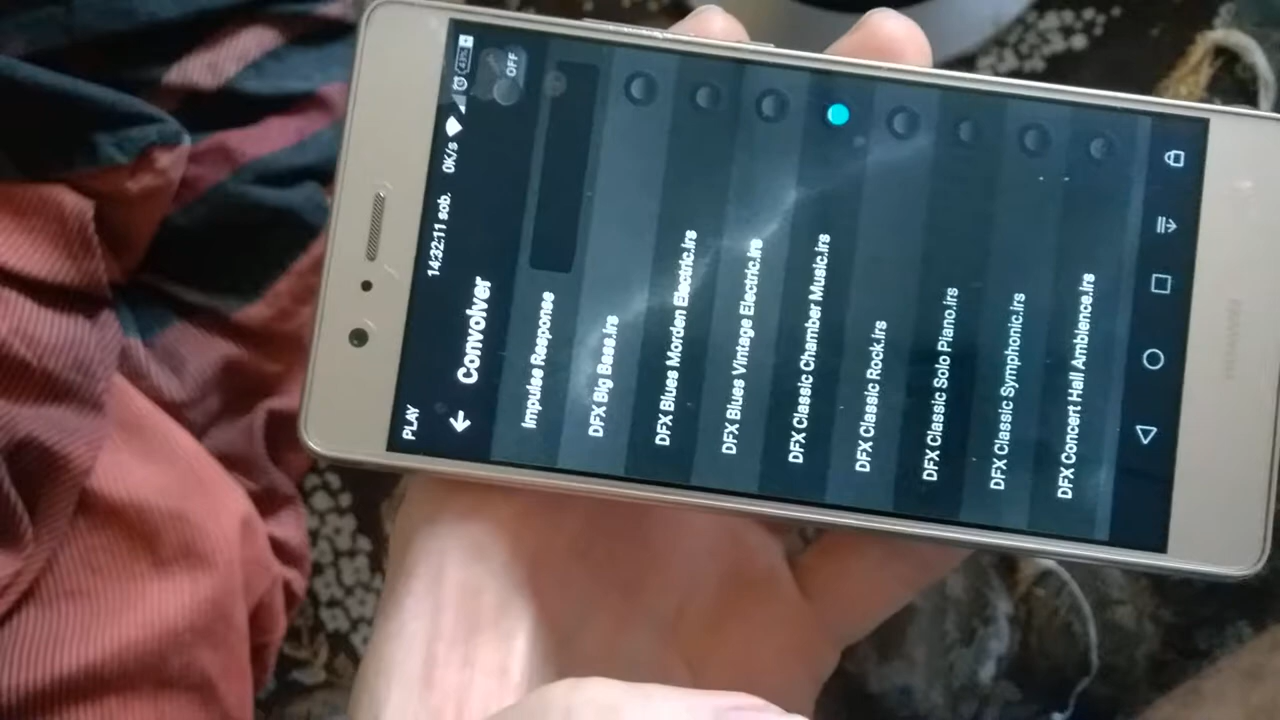 PLAY
0K/s
43%
14:32:11 sob.
Convolver
OFF
Impulse Response
DFX Big Bass.irs
DFX Blues Morden Electric.irs
DFX Blues Vintage Electric.irs
DFX Classic Chamber Music.irs
DFX Classic Rock.irs
DFX Classic Solo Piano.irs
DFX Classic Symphonic.irs
DFX Concert Hall Ambience.irs
HUAWEI